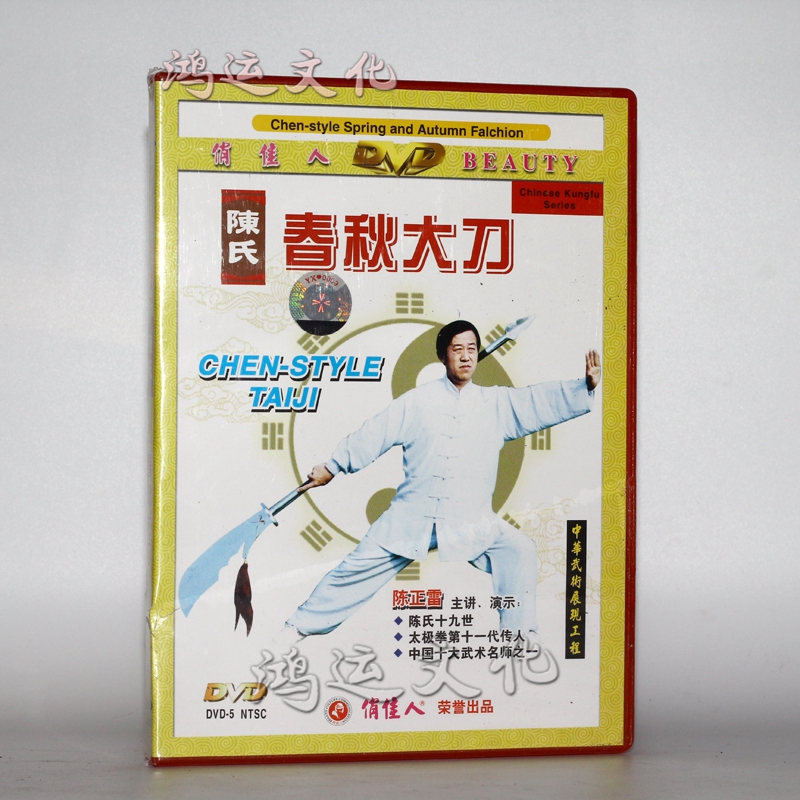 鸿运文化
Chen-style Spring and Autumn Falchion
俏佳人 DVD BEAUTY
Chinese Kungfu
Series
陳氏
春秋大刀
CHEN-STYLE
TAIJI
中華武術展現工程
陈正雷 主讲、演示:
◆ 陈氏十九世
◆ 太极拳第十一代传人
◆ 中国十大武术名师之一
鸿运文化
DVD
DVD-5 NTSC
俏佳人® 荣誉出品